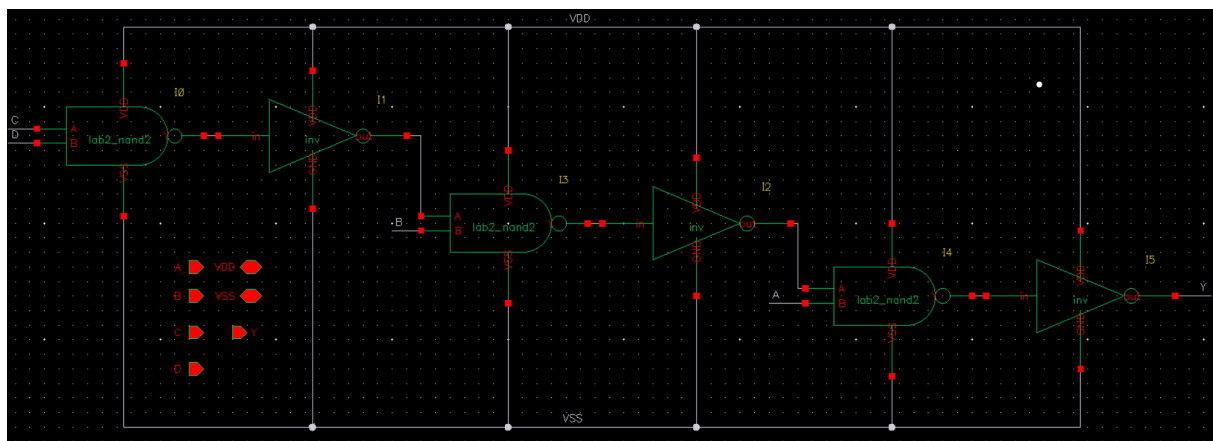 VDD
I0
I1
C
D
A
B
VDD
VSS
lab2_nand2
in
VDD
GND
inv
out
I3
I2
B
A
B
VDD
VSS
lab2_nand2
in
VDD
GND
inv
out
I4
I5
A
A
B
VDD
VSS
lab2_nand2
in
VDD
GND
inv
out
Y
A VDD
B VSS
C Y
D
VSS